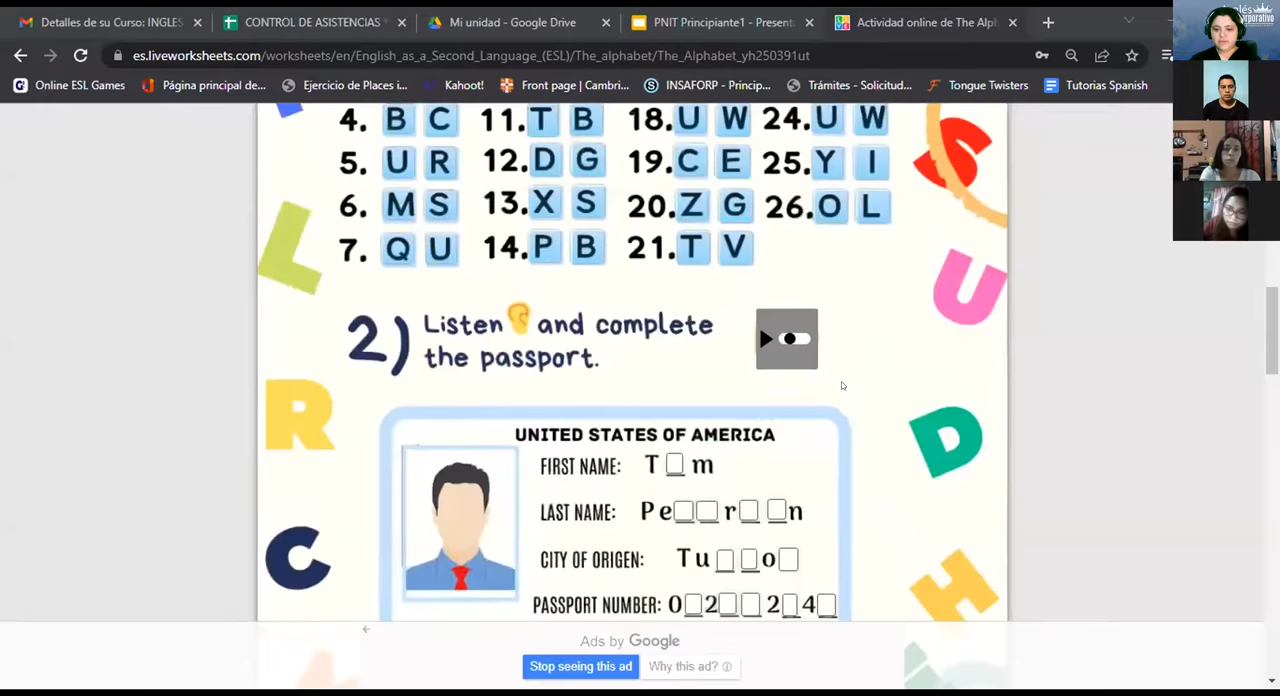 Detalles de su Curso: INGLES
CONTROL DE ASISTENCIAS
Mi unidad - Google Drive
PNIT Principiante1 - Present
Actividad online de The Alph
es.liveworksheets.com/worksheets/en/English_as_a_Second_Language_(ESL)/The_alphabet/The_Alphabet_yh250391ut
Online ESL Games
Página principal de...
Ejercicio de Places i...
Kahoot!
Front page | Cambri...
INSAFORP - Princip...
Trámites - Solicitud...
Tongue Twisters
Tutorias Spanish
4. B C 11. T B 18. U W 24. U W
5. U R 12. D G 19. C E 25. Y I
6. M S 13. X S 20. Z G 26. O L
7. Q U 14. P B 21. T V
L
S
U
R
D
C
H
2) Listen and complete
the passport.
UNITED STATES OF AMERICA
FIRST NAME: T _ m
LAST NAME: P e _ _ r _ _ n
CITY OF ORIGEN: T u _ _ o _
PASSPORT NUMBER: 0 _ 2 _ _ 2 _ 4 _
Ads by Google
Stop seeing this ad
Why this ad?